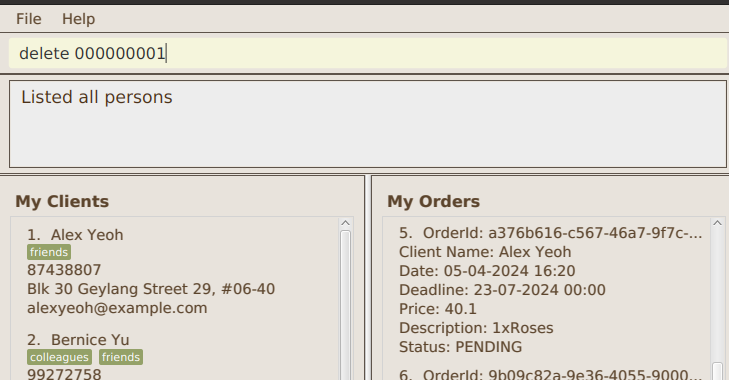 File Help
delete 000000001
Listed all persons
My Clients
1. Alex Yeoh
friends
87438807
Blk 30 Geylang Street 29, #06-40
alexyeoh@example.com
2. Bernice Yu
colleagues friends
99272758
My Orders
5. OrderId: a376b616-c567-46a7-9f7c-...
Client Name: Alex Yeoh
Date: 05-04-2024 16:20
Deadline: 23-07-2024 00:00
Price: 40.1
Description: 1xRoses
Status: PENDING
6. OrderId: 9b09c82a-9e36-4055-9000...